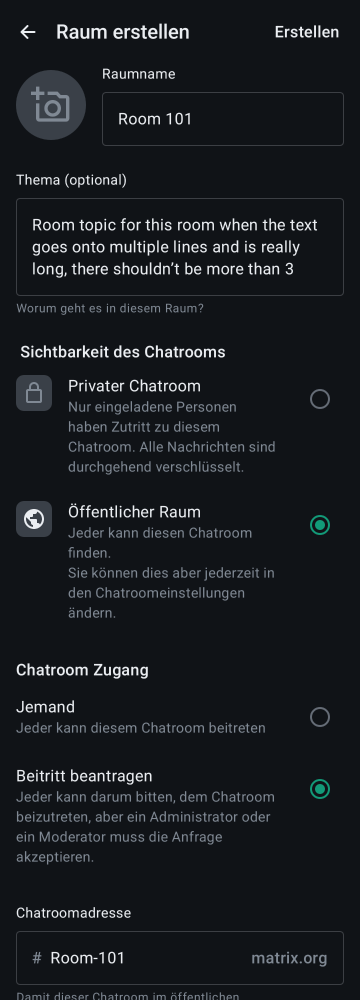 Raum erstellen
Erstellen
Raumname
Room 101
Thema (optional)
Room topic for this room when the text
goes onto multiple lines and is really
long, there shouldn’t be more than 3
Worum geht es in diesem Raum?
Sichtbarkeit des Chatrooms
Privater Chatroom
Nur eingeladene Personen
haben Zutritt zu diesem
Chatroom. Alle Nachrichten sind
durchgehend verschlüsselt.
Öffentlicher Raum
Jeder kann diesen Chatroom
finden.
Sie können dies aber jederzeit in
den Chatroomeinstellungen
ändern.
Chatroom Zugang
Jemand
Jeder kann diesem Chatroom beitreten
Beitritt beantragen
Jeder kann darum bitten, dem Chatroom
beizutreten, aber ein Administrator oder
ein Moderator muss die Anfrage
akzeptieren.
Chatroomadresse
# Room-101 matrix.org
Damit dieser Chatroom im öffentlichen